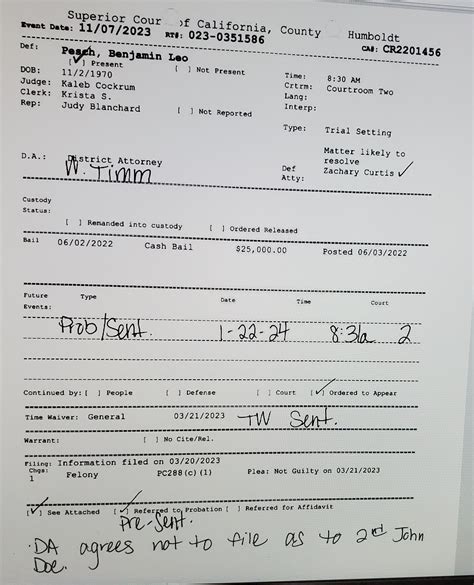 Superior Cour of California, County Humboldt
Event Date: 11/07/2023 RT#: 023-0351586
Def: Peach, Benjamin Leo CA#: CR2201456
[✓] Present [ ] Not Present
DOB: 11/2/1970 Time: 8:30 AM
Judge: Kaleb Cockrum Crtrm: Courtroom Two
Clerk: Krista S. Lang:
Rep: Judy Blanchard [ ] Not Reported Interp:
Type: Trial Setting
Matter likely to
resolve
D.A.: District Attorney Def
W. Timm Atty: Zachary Curtis ✓
Custody
Status:
[ ] Remanded into custody [ ] Ordered Released
Bail 06/02/2022 Cash Bail $25,000.00 Posted 06/03/2022
Future Type Date Time Court
Events:
Prob/Sent. 1-22-24 8:31a 2
Continued by: [ ] People [ ] Defense [ ] Court [✓] Ordered to Appear
Time Waiver: General 03/21/2023 TW Sent.
Warrant: [ ] No Cite/Rel.
Filing: Information filed on 03/20/2023
Chgs:
1 Felony PC288(c)(1) Plea: Not Guilty on 03/21/2023
[✓] See Attached [✓] Referred to Probation [ ] Referred for Affidavit
Pre-Sent.
·DA agrees not to file as to 2nd John
Doe.